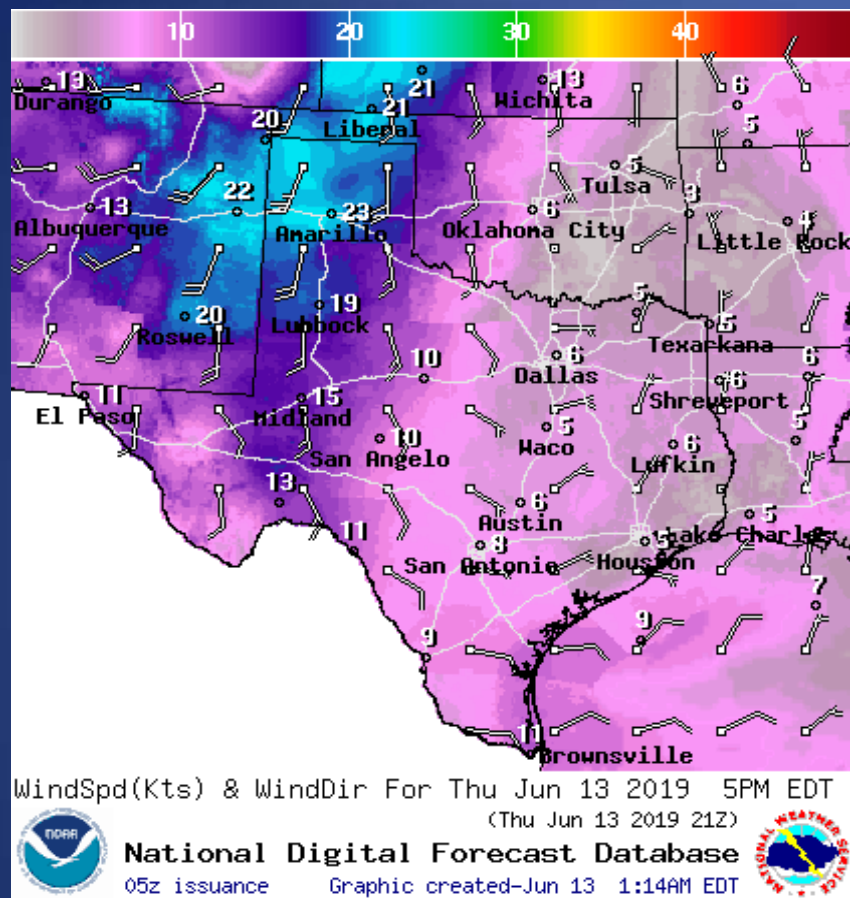 10 20 30 40
13 21 13 6
Durango Wichita
21
20 Liberal 5
5
Tulsa
22 13 23 6 3 4
Albuquerque Amarillo Oklahoma City Little Rock
20 19 5
Roswell Lubbock 5
Texarkana
10 6 6
Dallas 6
11 15 Shreveport
El Paso Midland
10 5 6 5
San Angelo Waco Lufkin
13 6 5
Austin
11 8 5 Lake Charles
San Antonio Houston
7
9 9
11
Brownsville
WindSpd(Kts) & WindDir For Thu Jun 13 2019 5PM EDT
(Thu Jun 13 2019 21Z)
NOAA
National Digital Forecast Database
05z issuance Graphic created-Jun 13 1:14AM EDT
NATIONAL WEATHER SERVICE